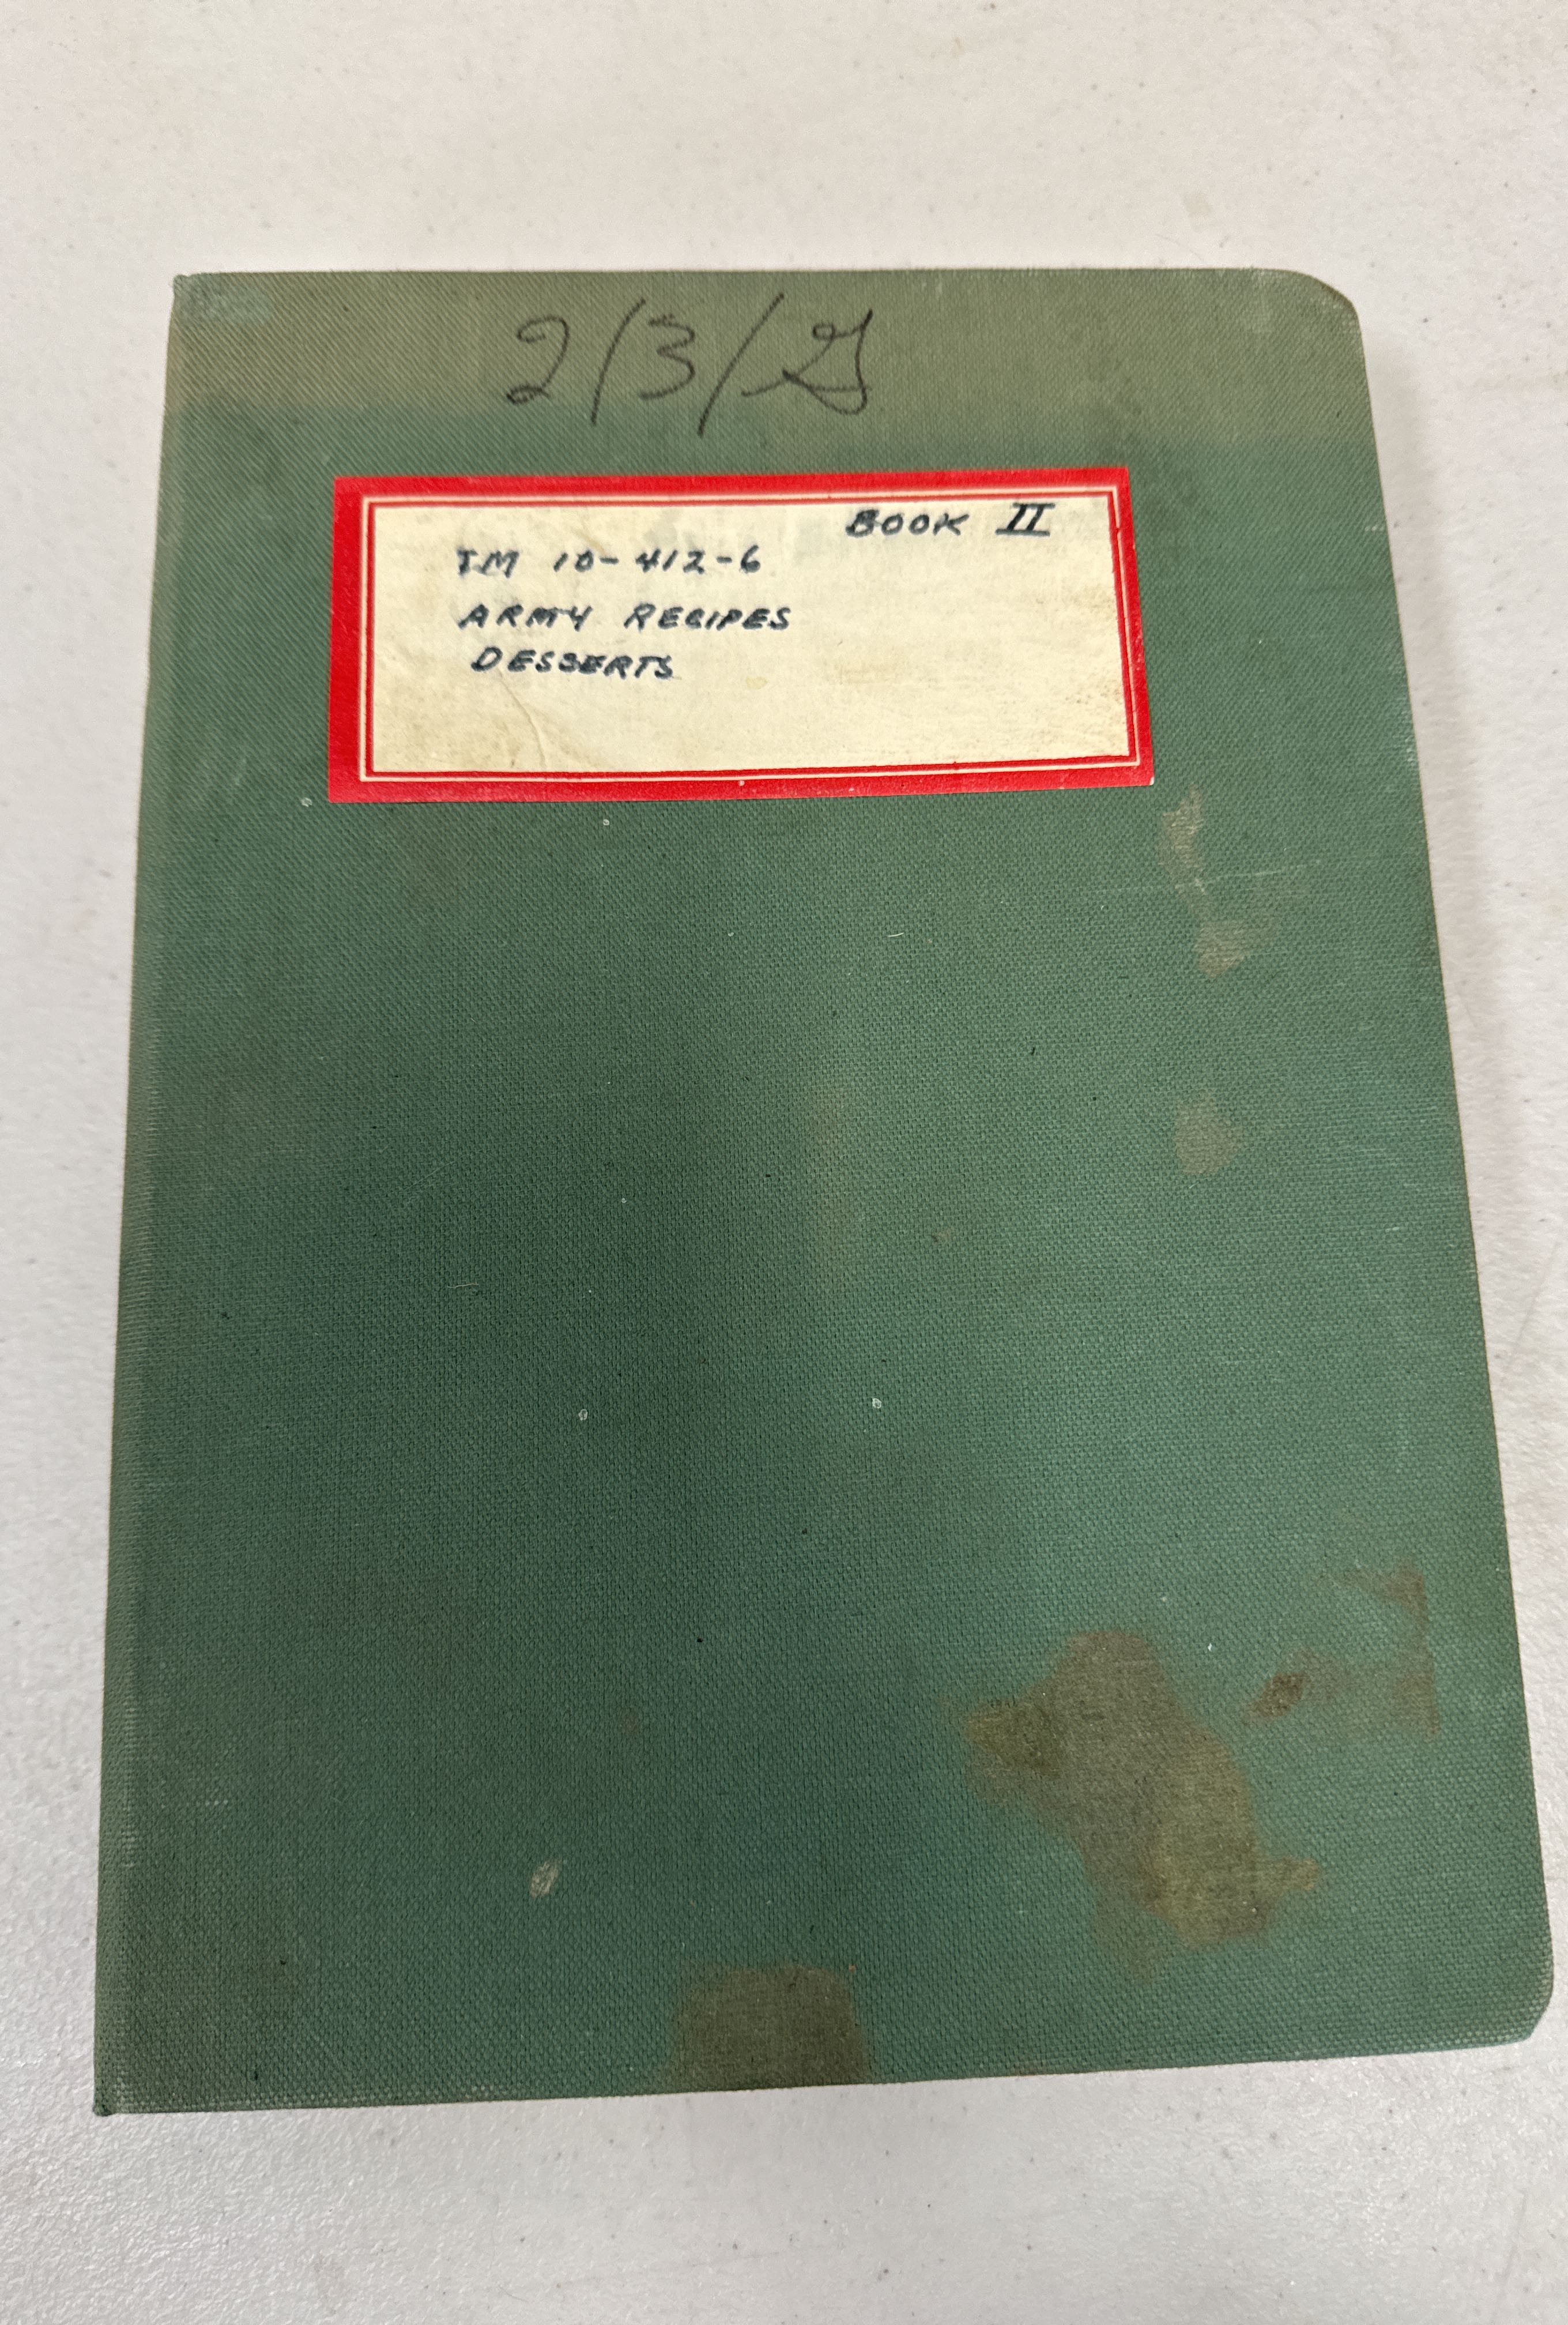 2/3/G
BOOK II
TM 10-412-6
ARMY RECIPES
DESSERTS